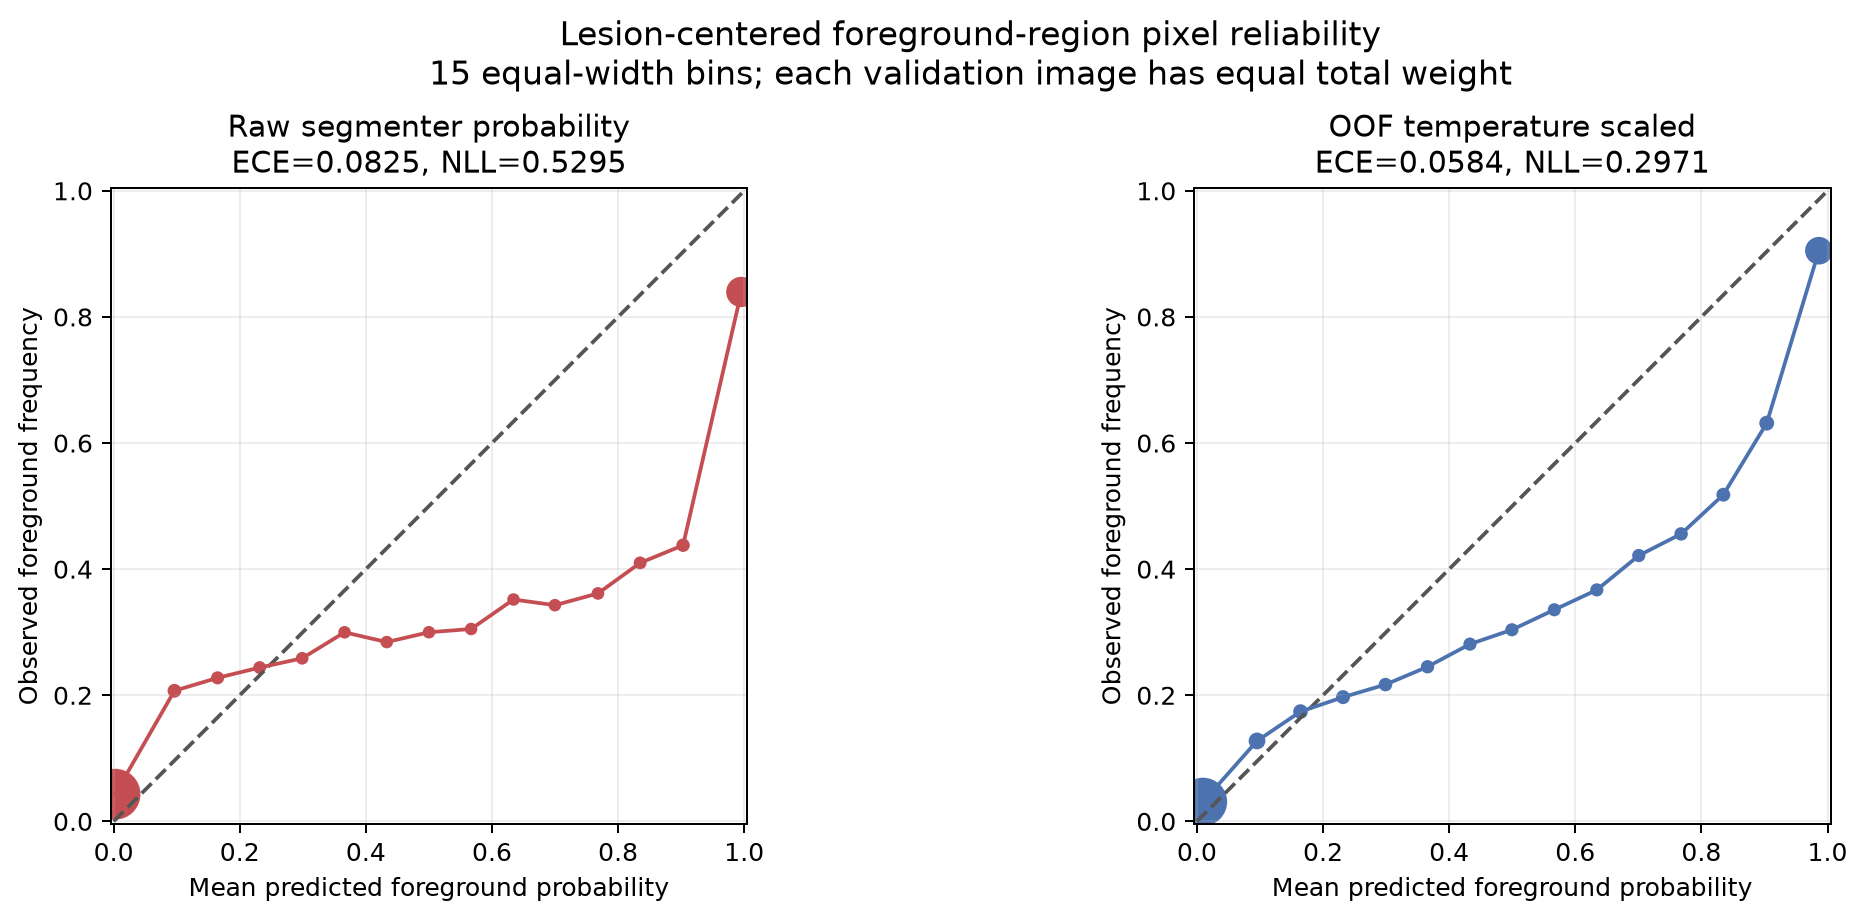 Lesion-centered foreground-region pixel reliability
15 equal-width bins; each validation image has equal total weight
Raw segmenter probability
ECE=0.0825, NLL=0.5295
1.0
0.8
0.6
0.4
0.2
0.0
Observed foreground frequency
0.0 0.2 0.4 0.6 0.8 1.0
Mean predicted foreground probability
OOF temperature scaled
ECE=0.0584, NLL=0.2971
1.0
0.8
0.6
0.4
0.2
0.0
Observed foreground frequency
0.0 0.2 0.4 0.6 0.8 1.0
Mean predicted foreground probability